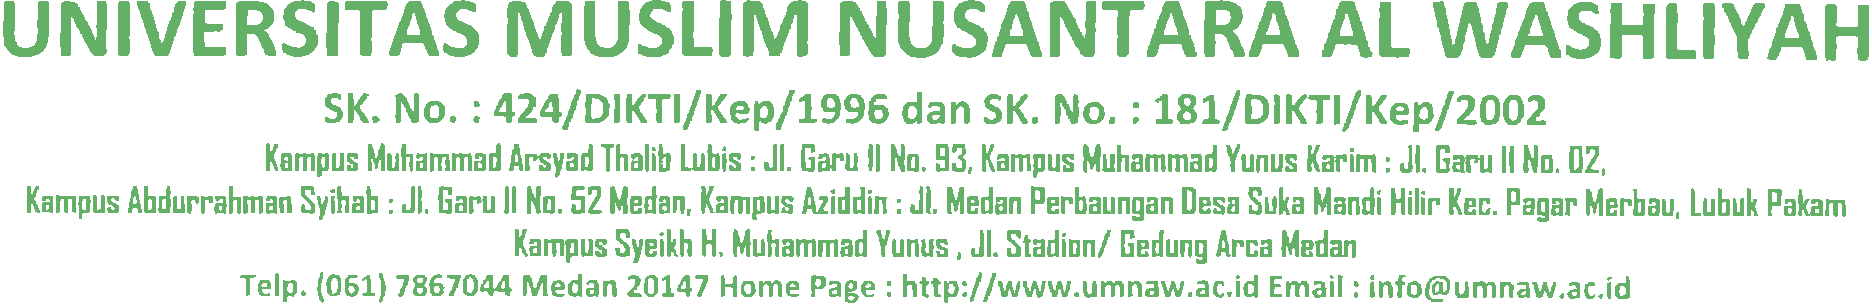 UNIVERSITAS MUSLIM NUSANTARA AL WASHLIYAH
SK. No. : 424/DIKTI/Kep/1996 dan SK. No. : 181/DIKTI/Kep/2002
Kampus Muhammad Arsyad Thalib Lubis : Jl. Garu II No. 93, Kampus Muhammad Yunus Karim : Jl. Garu II No. 02,
Kampus Abdurrahman Syihab : Jl. Garu II No. 52 Medan, Kampus Aziddin : Jl. Medan Perbaungan Desa Suka Mandi Hilir Kec. Pagar Merbau, Lubuk Pakam
Kampus Syeikh H. Muhammad Yunus , Jl. Stadion/ Gedung Arca Medan
Telp. (061) 7867044 Medan 20147 Home Page : http://www.umnaw.ac.id Email : info@umnaw.ac.id